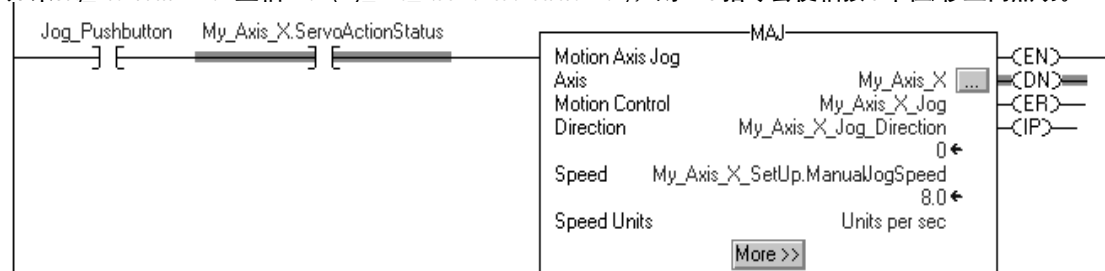 Jog_Pushbutton My_Axis_X.ServoActionStatus
MAJ
Motion Axis Jog
Axis My_Axis_X ...
Motion Control My_Axis_X_Jog
Direction My_Axis_X_Jog_Direction
0
Speed My_Axis_X_SetUp.ManualJogSpeed
8.0
Speed Units Units per sec
More >>
EN
DN
ER
IP